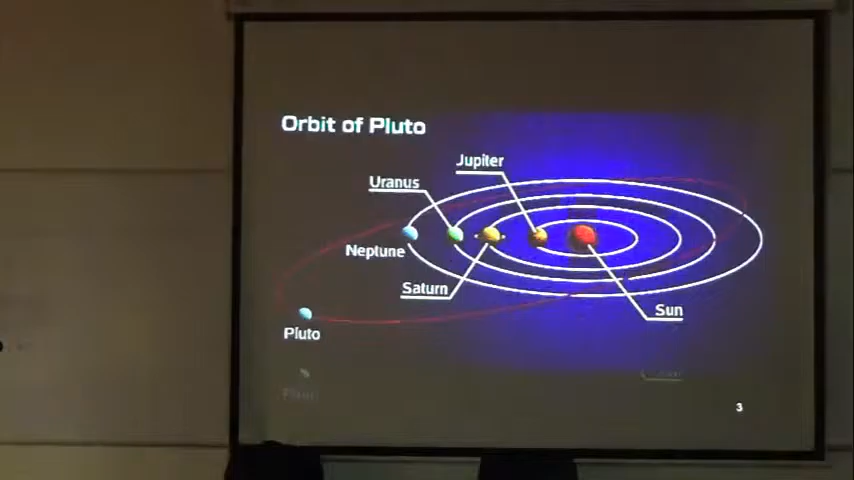 Orbit of Pluto
Jupiter
Uranus
Neptune
Saturn
Sun
Pluto
3